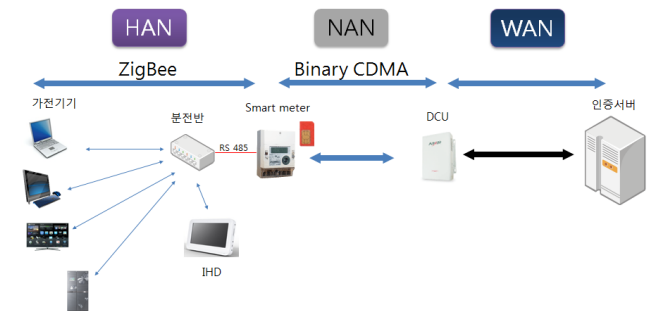 HAN
NAN
WAN
ZigBee
Binary CDMA
가전기기
분전반
Smart meter
DCU
인증서버
RS 485
IHD